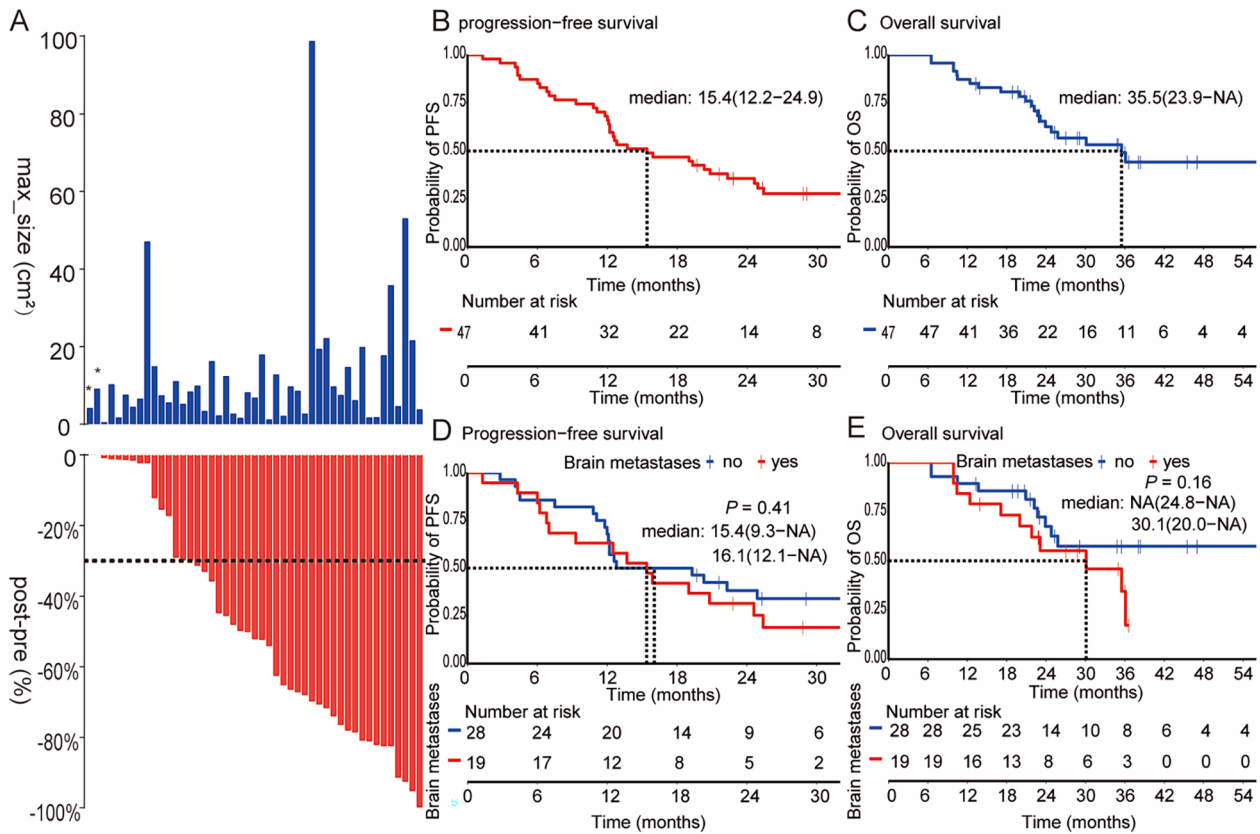 A
max_size (cm²)
100
80
60
40
20
0
*
*
post-pre (%)
0
-20%
-40%
-60%
-80%
-100%
B progression−free survival
Probability of PFS
1.00
0.75
0.50
0.25
0.00
median: 15.4(12.2−24.9)
0 6 12 18 24 30
Time (months)
Number at risk
47 41 32 22 14 8
0 6 12 18 24 30
Time (months)
C Overall survival
Probability of OS
1.00
0.75
0.50
0.25
0.00
median: 35.5(23.9−NA)
0 6 12 18 24 30 36 42 48 54
Time (months)
Number at risk
47 47 41 36 22 16 11 6 4 4
0 6 12 18 24 30 36 42 48 54
Time (months)
D Progression−free survival
Brain metastases no yes
Probability of PFS
1.00
0.75
0.50
0.25
0.00
P = 0.41
median: 15.4(9.3−NA)
16.1(12.1−NA)
0 6 12 18 24 30
Time (months)
Brain metastases
Number at risk
28 24 20 14 9 6
19 17 12 8 5 2
0 6 12 18 24 30
Time (months)
E Overall survival
Brain metastases no yes
Probability of OS
1.00
0.75
0.50
0.25
0.00
P = 0.16
median: NA(24.8−NA)
30.1(20.0−NA)
0 6 12 18 24 30 36 42 48 54
Time (months)
Brain metastases
Number at risk
28 28 25 23 14 10 8 6 4 4
19 19 16 13 8 6 3 0 0 0
0 6 12 18 24 30 36 42 48 54
Time (months)